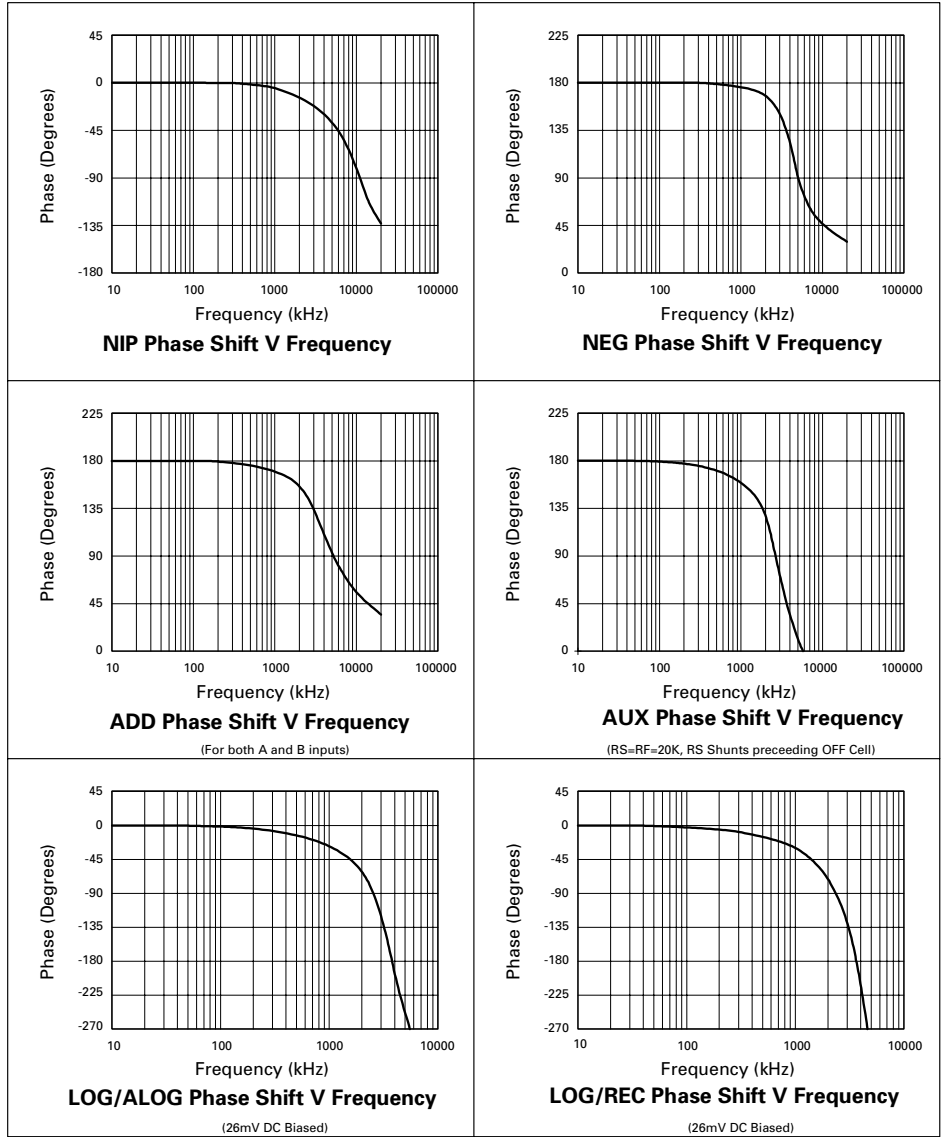 45
0
-45
-90
-135
-180
Phase (Degrees)
10 100 1000 10000 100000
Frequency (kHz)
NIP Phase Shift V Frequency
225
180
135
90
45
0
Phase (Degrees)
10 100 1000 10000 100000
Frequency (kHz)
NEG Phase Shift V Frequency
225
180
135
90
45
0
Phase (Degrees)
10 100 1000 10000 100000
Frequency (kHz)
ADD Phase Shift V Frequency
(For both A and B inputs)
225
180
135
90
45
0
Phase (Degrees)
10 100 1000 10000 100000
Frequency (kHz)
AUX Phase Shift V Frequency
(RS=RF=20K, RS Shunts preceeding OFF Cell)
45
0
-45
-90
-135
-180
-225
-270
Phase (Degrees)
10 100 1000 10000
Frequency (kHz)
LOG/ALOG Phase Shift V Frequency
(26mV DC Biased)
45
0
-45
-90
-135
-180
-225
-270
Phase (Degrees)
10 100 1000 10000
Frequency (kHz)
LOG/REC Phase Shift V Frequency
(26mV DC Biased)